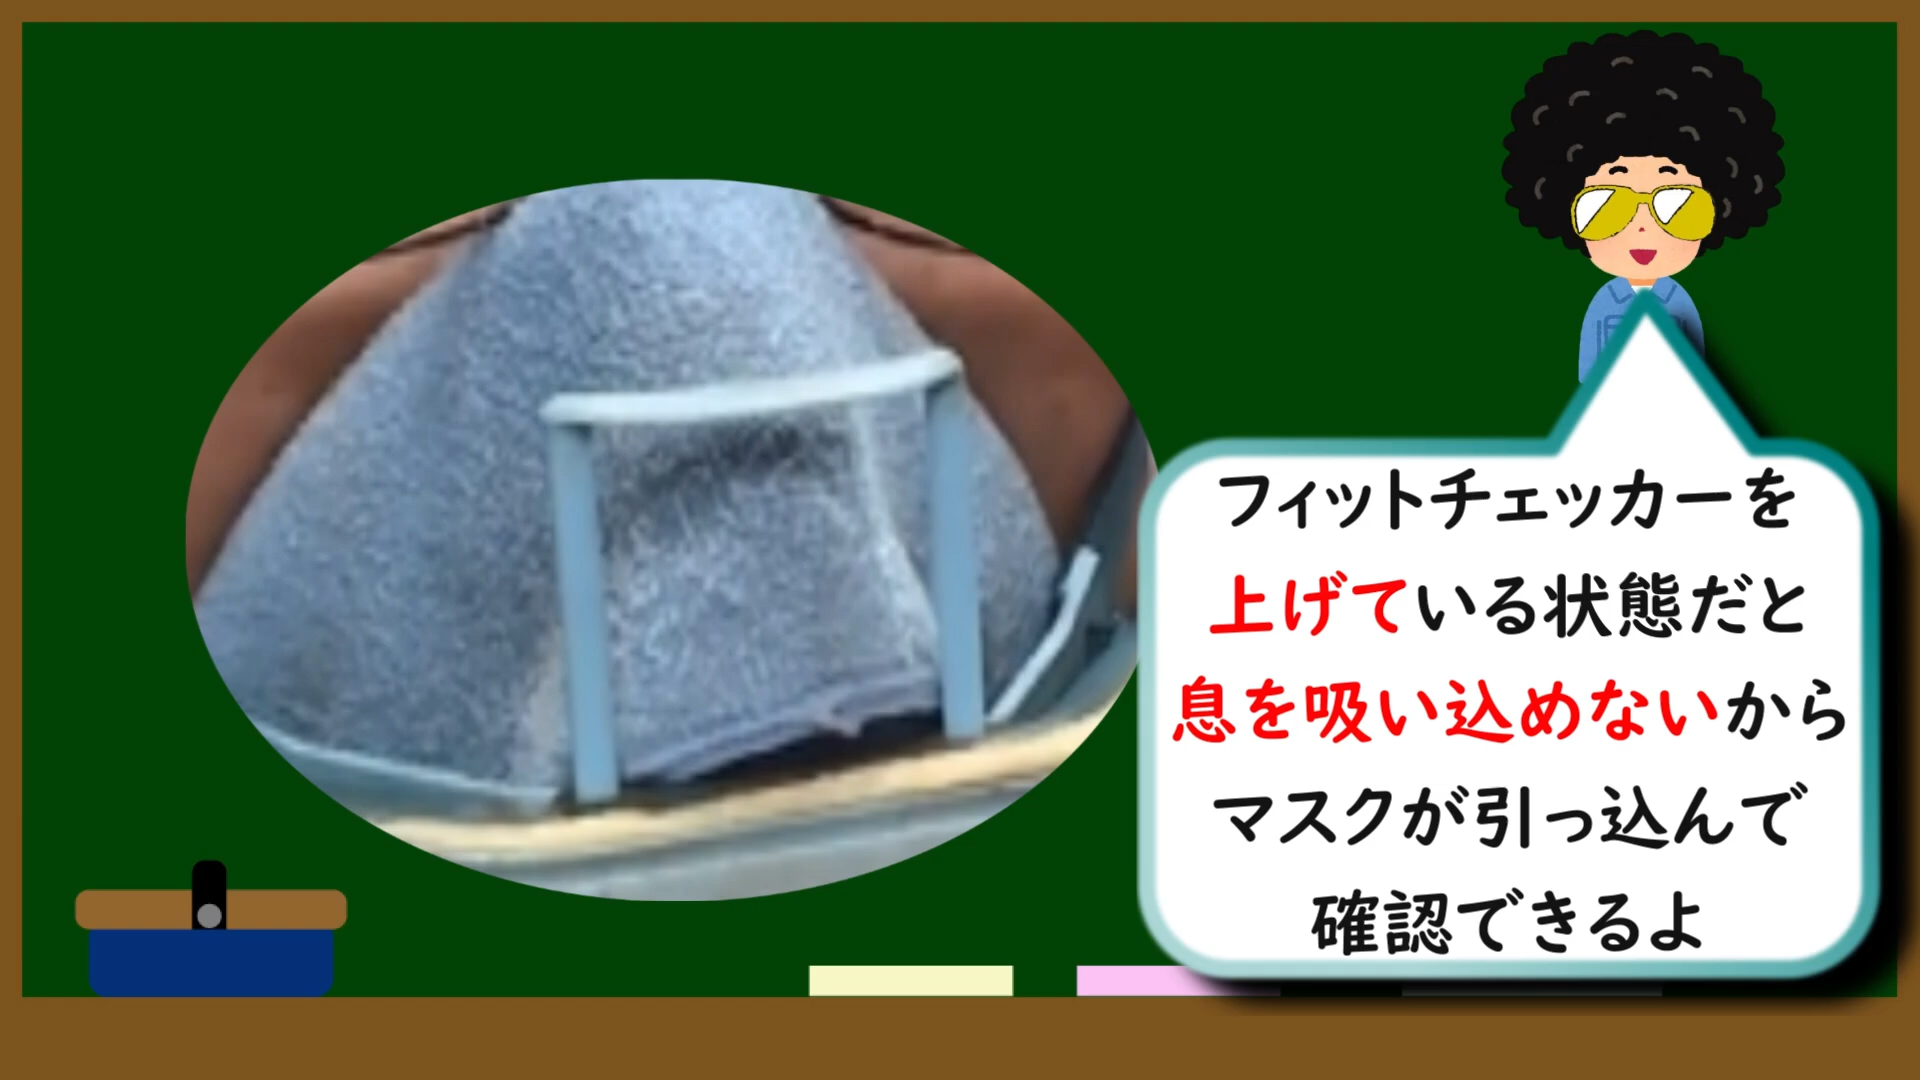 フィットチェッカーを
上げている状態だと
息を吸い込めないから
マスクが引っ込んで
確認できるよ